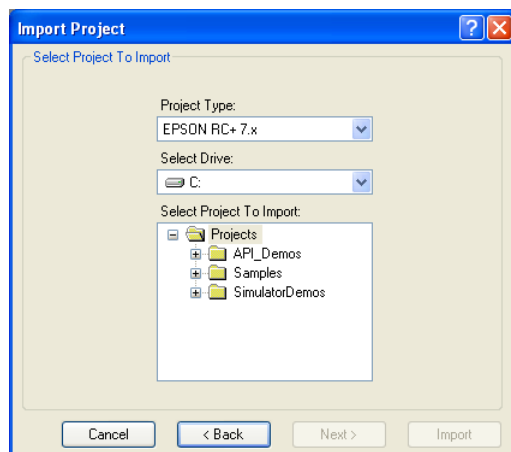 Import Project
Select Project To Import
Project Type:
EPSON RC+ 7.x
Select Drive:
C:
Select Project To Import:
Projects
API_Demos
Samples
SimulatorDemos
Cancel < Back Next > Import